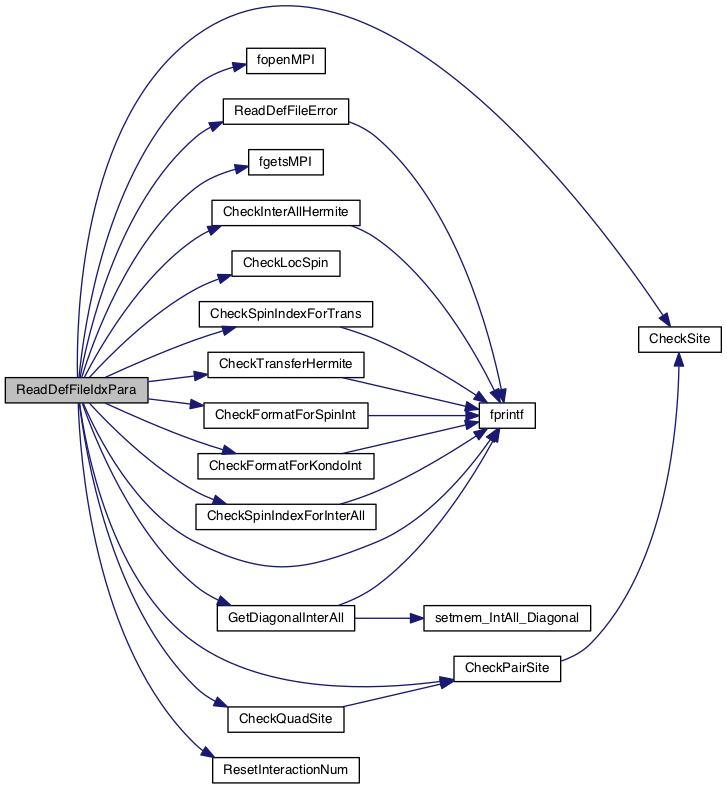 fopenMPI
ReadDefFileError
fgetsMPI
CheckInterAllHermite
CheckLocSpin
CheckSpinIndexForTrans
CheckSite
CheckTransferHermite
ReadDefFileIdxPara
CheckFormatForSpinInt
fprintf
CheckFormatForKondoInt
CheckSpinIndexForInterAll
GetDiagonalInterAll
setmem_IntAll_Diagonal
CheckPairSite
CheckQuadSite
ResetInteractionNum